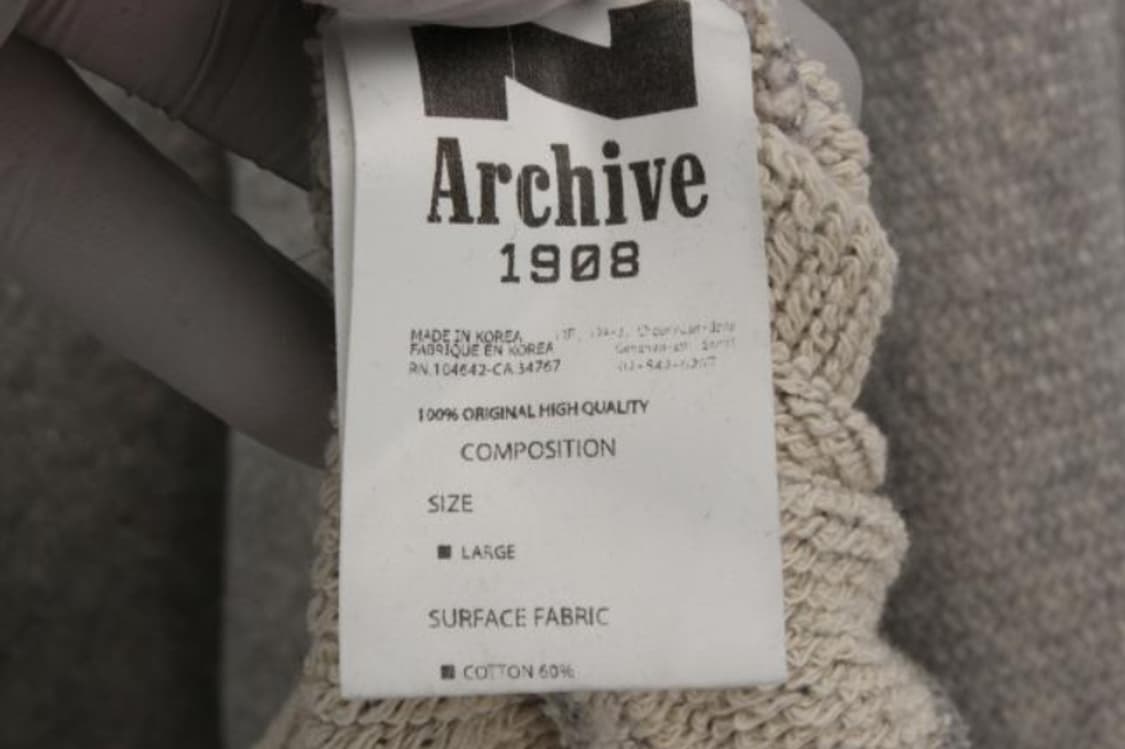 Archive
1908
MADE IN KOREA
FABRIQUE EN KOREA
RN.104642-CA.34767
100% ORIGINAL HIGH QUALITY
COMPOSITION
SIZE
LARGE
SURFACE FABRIC
COTTON 60%